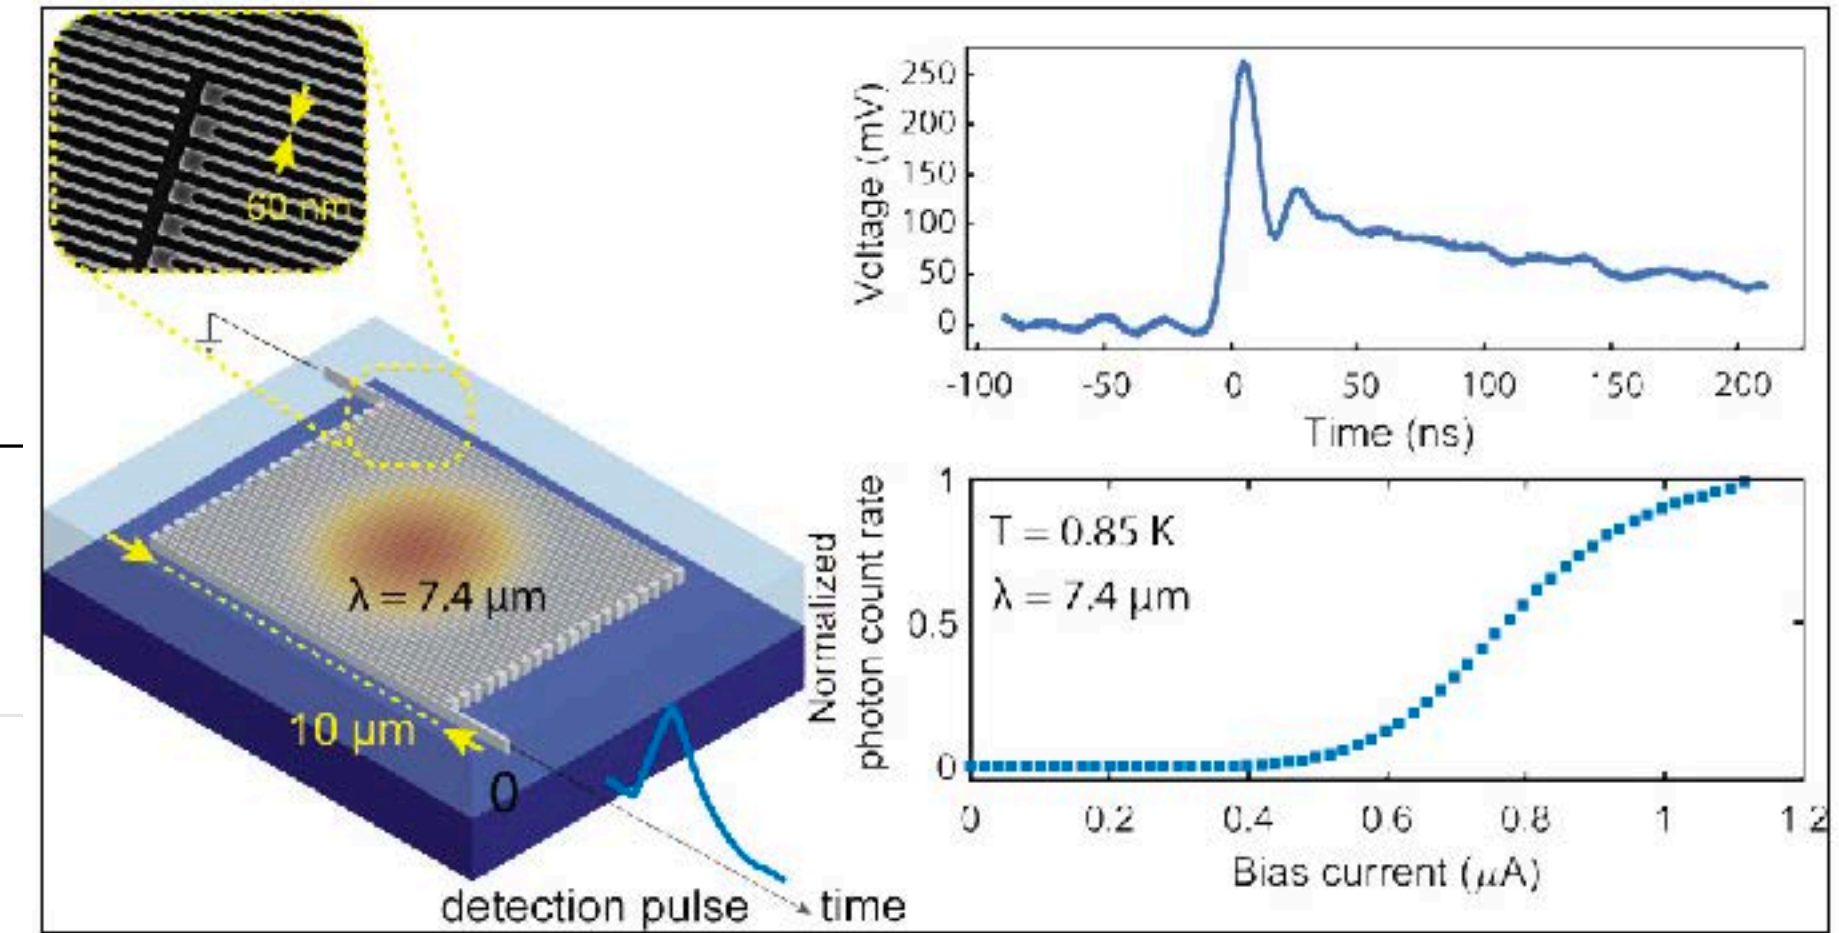 60 nm
λ = 7.4 μm
10 μm
0
detection pulse
time
Voltage (mV)
250
200
150
100
50
0
-100 -50 0 50 100 150 200
Time (ns)
Normalized
photon count rate
1
0.5
0
T = 0.85 K
λ = 7.4 μm
0 0.2 0.4 0.6 0.8 1 1 2
Bias current (μA)